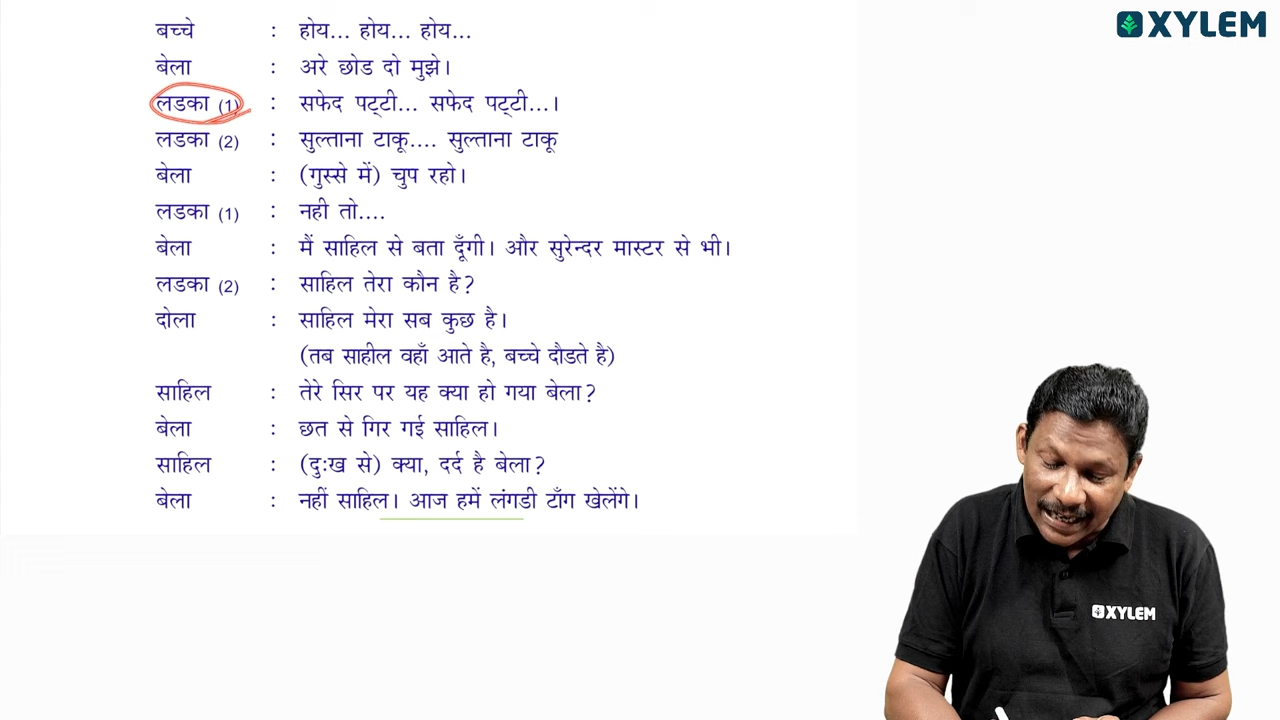 XYLEM
बच्चे : होय... होय... होय...
बेला : अरे छोड दो मुझे।
लडका (1) : सफेद पट्टी... सफेद पट्टी...।
लडका (2) : सुल्ताना टाकू.... सुल्ताना टाकू
बेला : (गुस्से में) चुप रहो।
लडका (1) : नही तो....
बेला : मैं साहिल से बता दूँगी। और सुरेन्दर मास्टर से भी।
लडका (2) : साहिल तेरा कौन है?
दोला : साहिल मेरा सब कुछ है।
(तब साहील वहाँ आते है, बच्चे दौडते है)
साहिल : तेरे सिर पर यह क्या हो गया बेला?
बेला : छत से गिर गई साहिल।
साहिल : (दुःख से) क्या, दर्द है बेला?
बेला : नहीं साहिल। आज हमें लंगडी टाँग खेलेंगे।
XYLEM